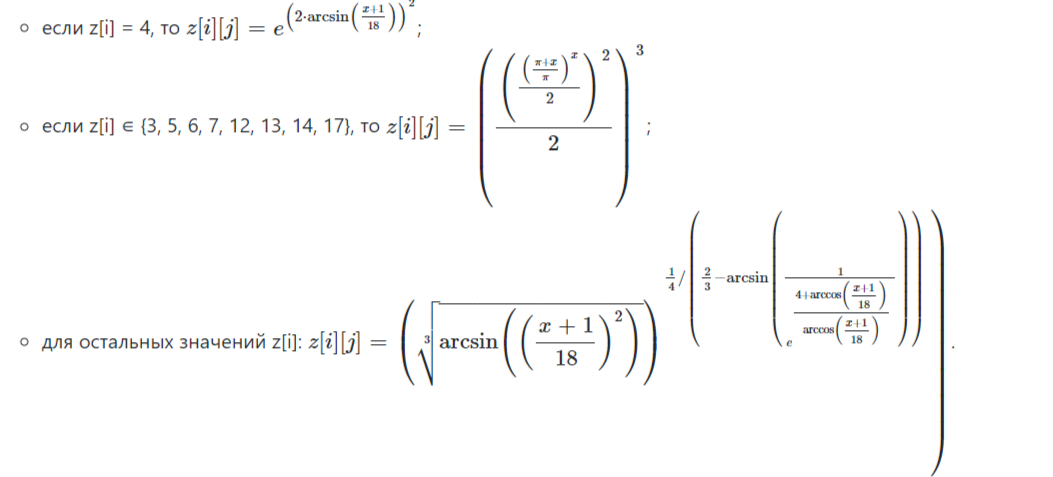 если z[i] = 4, то z[i][j] = e^{(2·arcsin((x+1)/18))^2};
если z[i] ∈ {3, 5, 6, 7, 12, 13, 14, 17}, то z[i][j] = (((((π+x)/π)^x/2)^2)/2)^3;
для остальных значений z[i]: z[i][j] = (∛(arcsin(((x + 1)/18)^2)))^{1/4/(2/3−arcsin(1/e^{(4+arccos((x+1)/18))/arccos((x+1)/18)})))}.